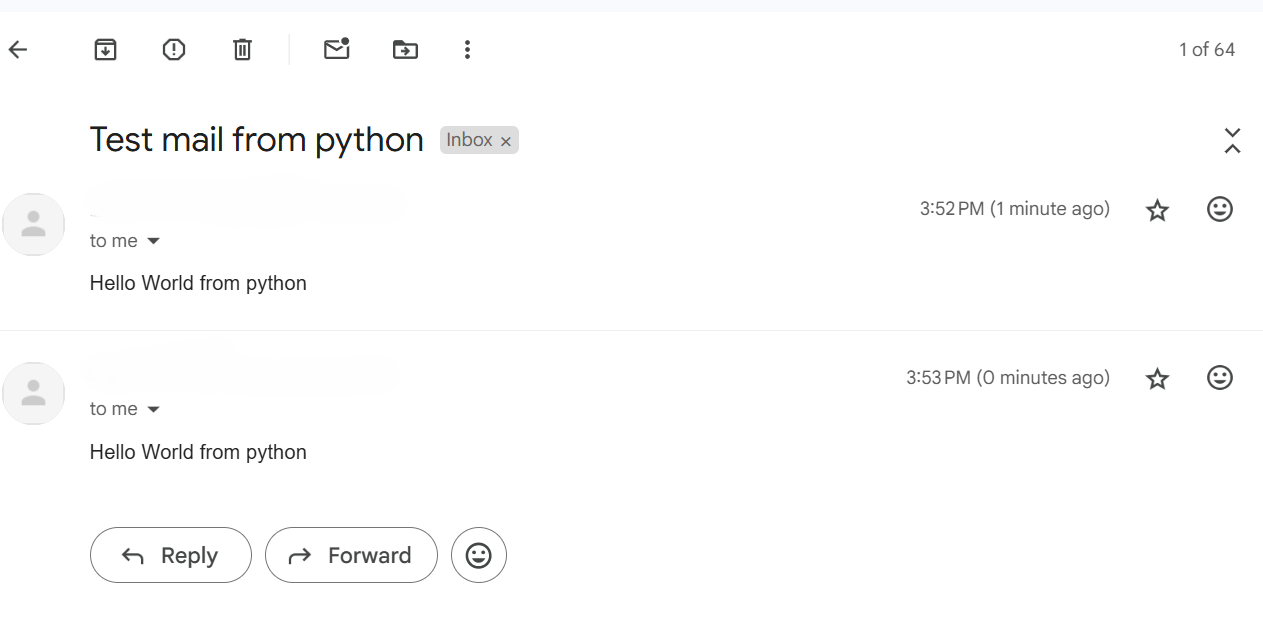 1 of 64
Test mail from python Inbox ×
3:52 PM (1 minute ago)
to me
Hello World from python
3:53 PM (0 minutes ago)
to me
Hello World from python
Reply Forward